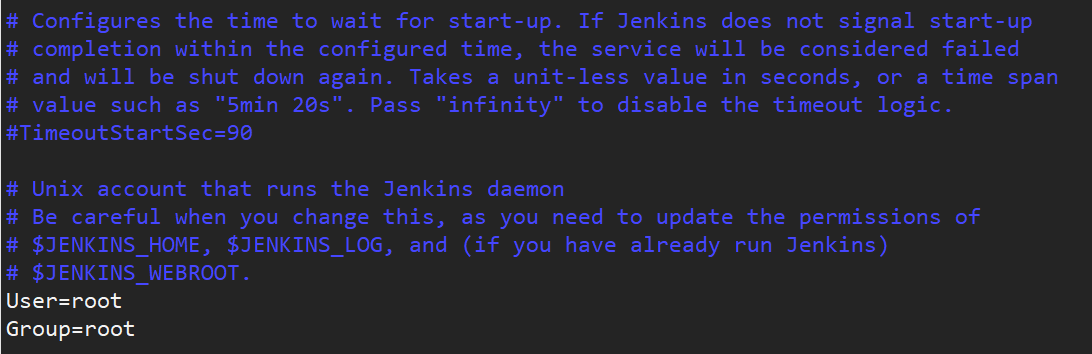 # Configures the time to wait for start-up. If Jenkins does not signal start-up
# completion within the configured time, the service will be considered failed
# and will be shut down again. Takes a unit-less value in seconds, or a time span
# value such as "5min 20s". Pass "infinity" to disable the timeout logic.
#TimeoutStartSec=90

# Unix account that runs the Jenkins daemon
# Be careful when you change this, as you need to update the permissions of
# $JENKINS_HOME, $JENKINS_LOG, and (if you have already run Jenkins)
# $JENKINS_WEBROOT.
User=root
Group=root